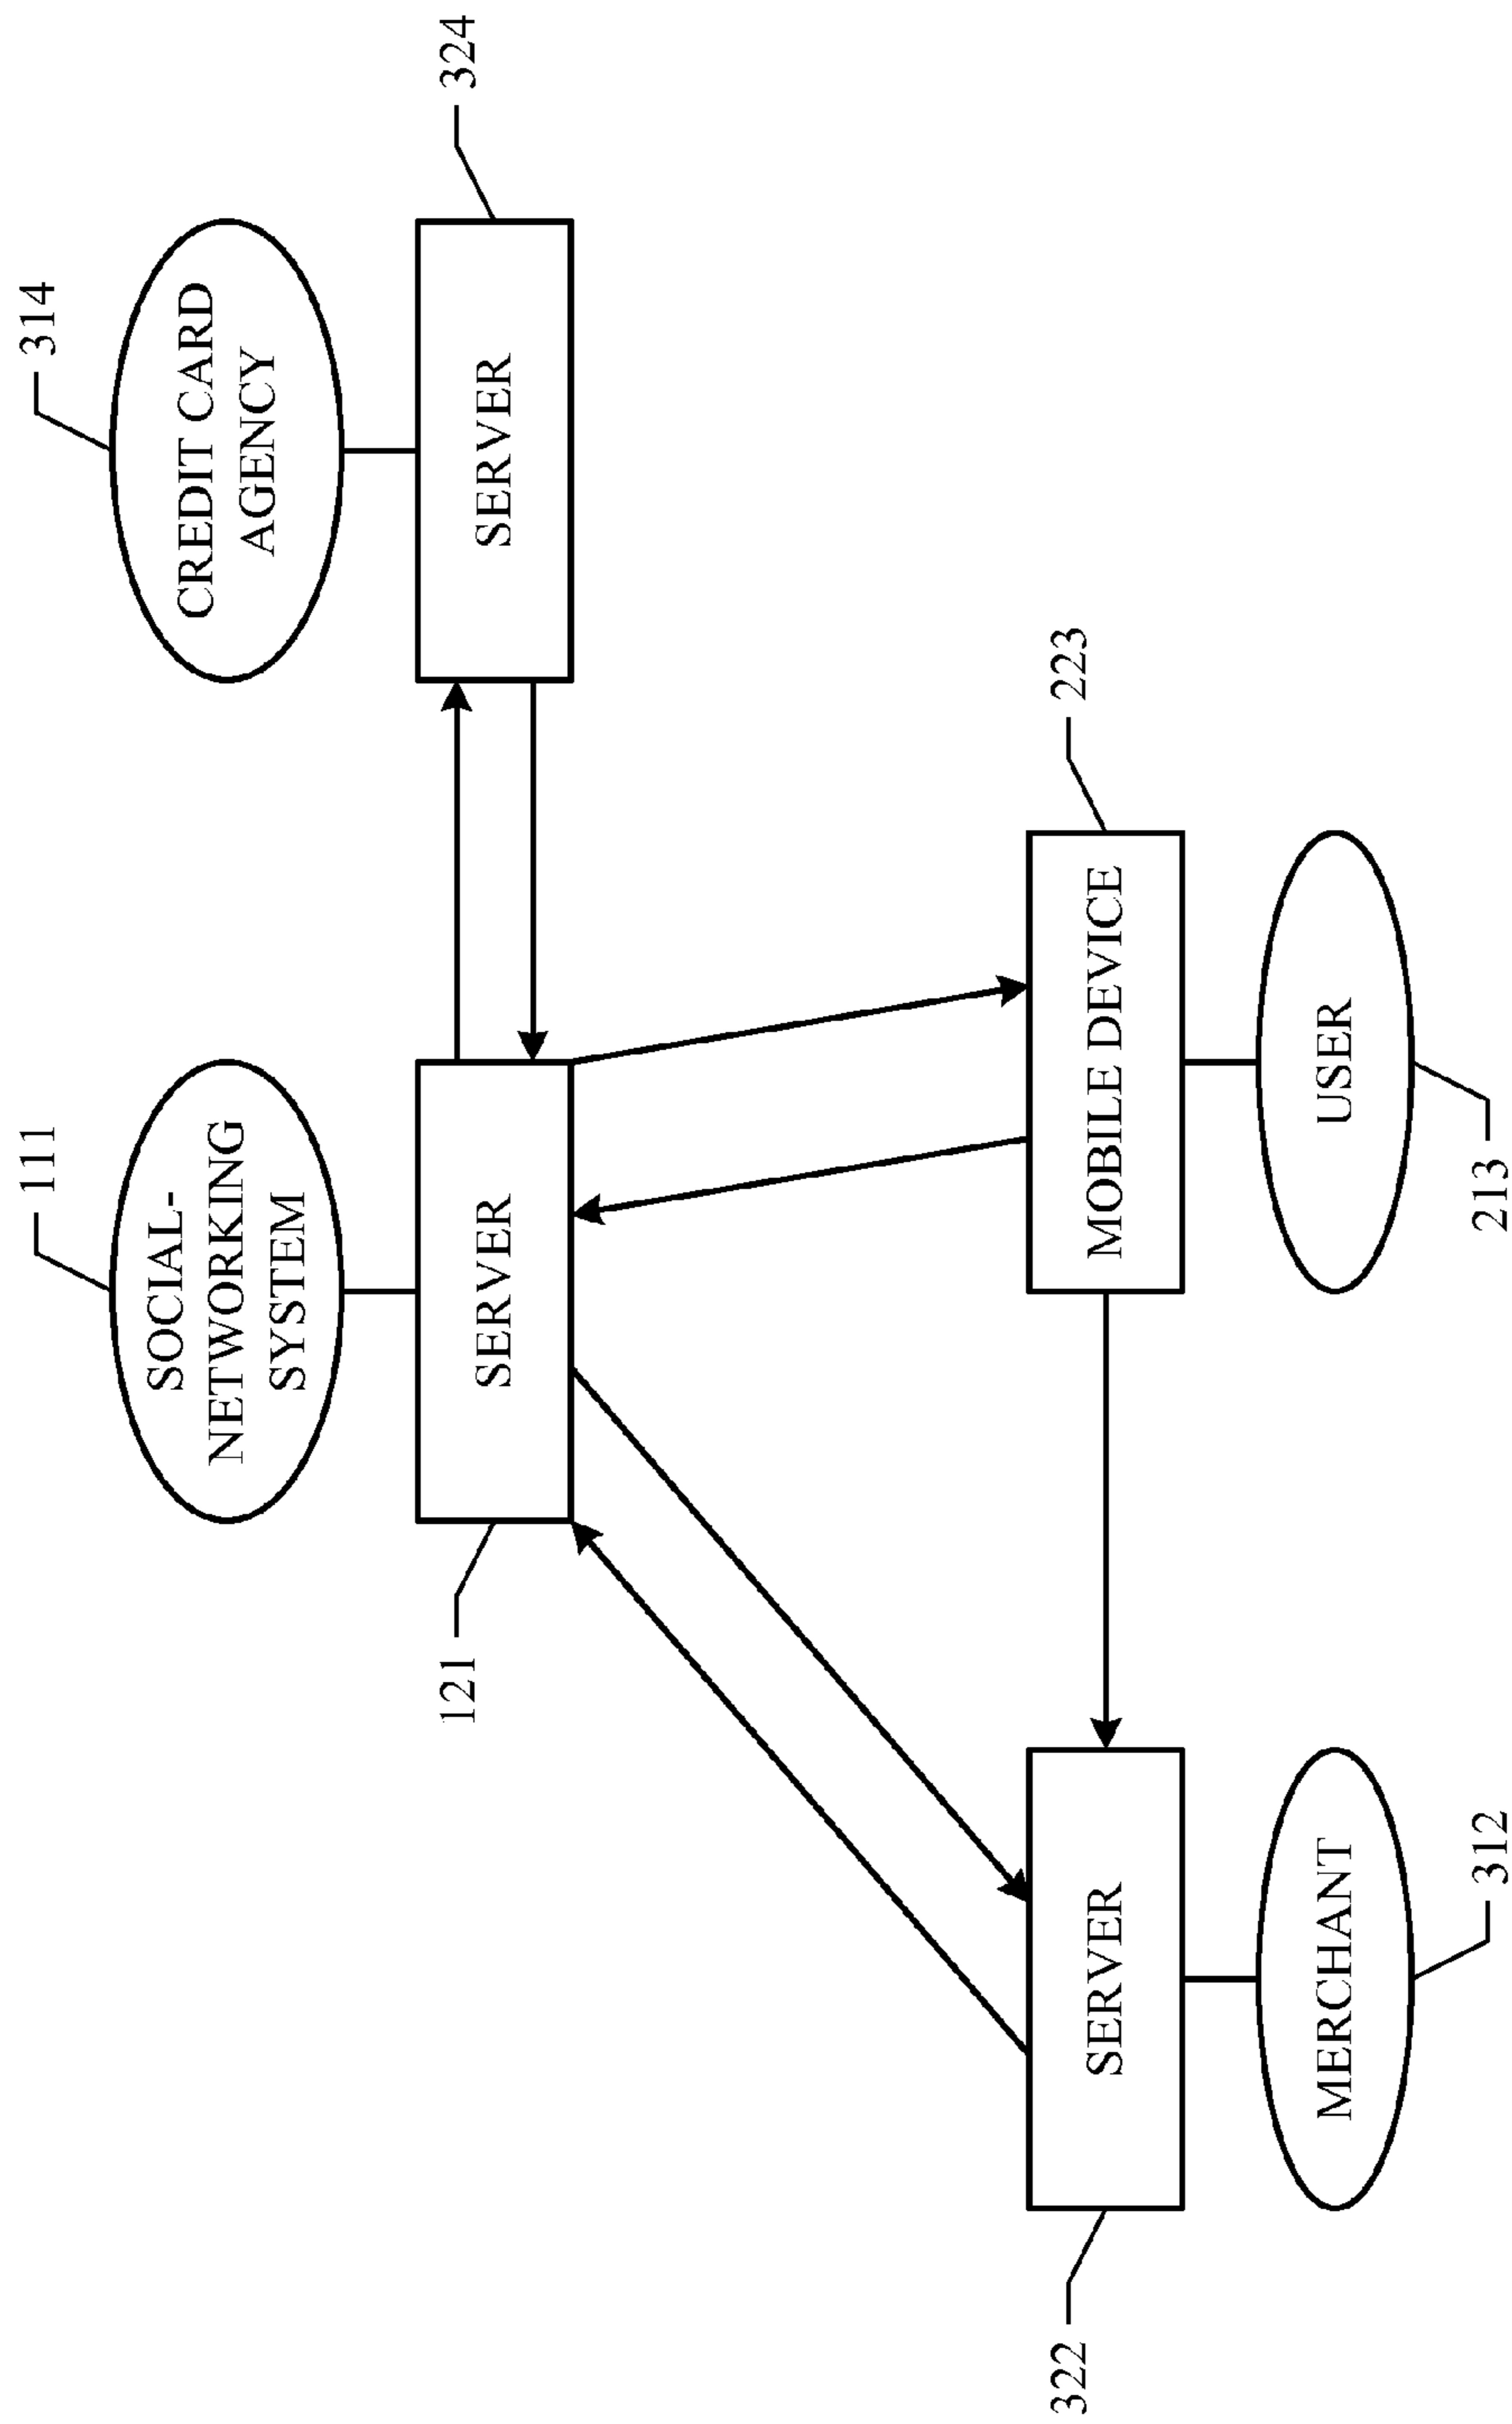 111
314
SOCIAL-
NETWORKING
SYSTEM
CREDIT CARD
AGENCY
121
SERVER
SERVER
324
322
SERVER
MOBILE DEVICE
223
MERCHANT
USER
312
213